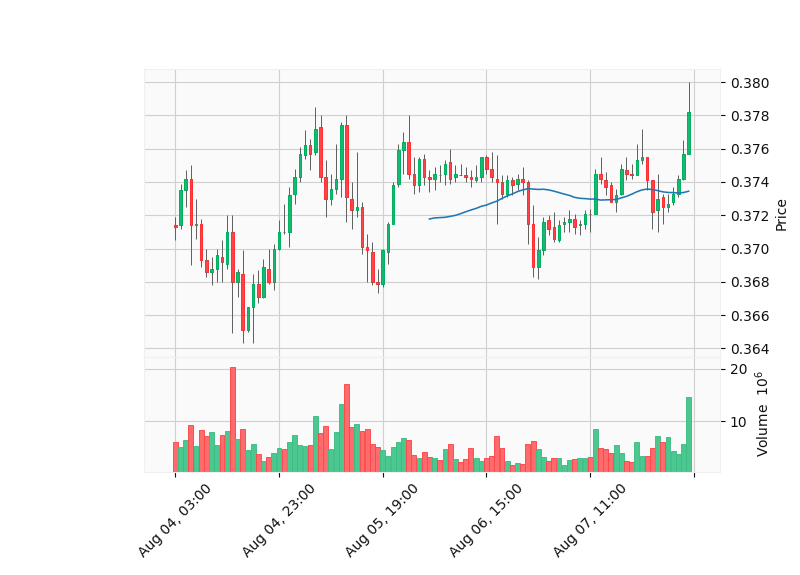 0.380
0.378
0.376
0.374
0.372
0.370
0.368
0.366
0.364
Price
20
10
Volume 10^6
Aug 04, 03:00
Aug 04, 23:00
Aug 05, 19:00
Aug 06, 15:00
Aug 07, 11:00